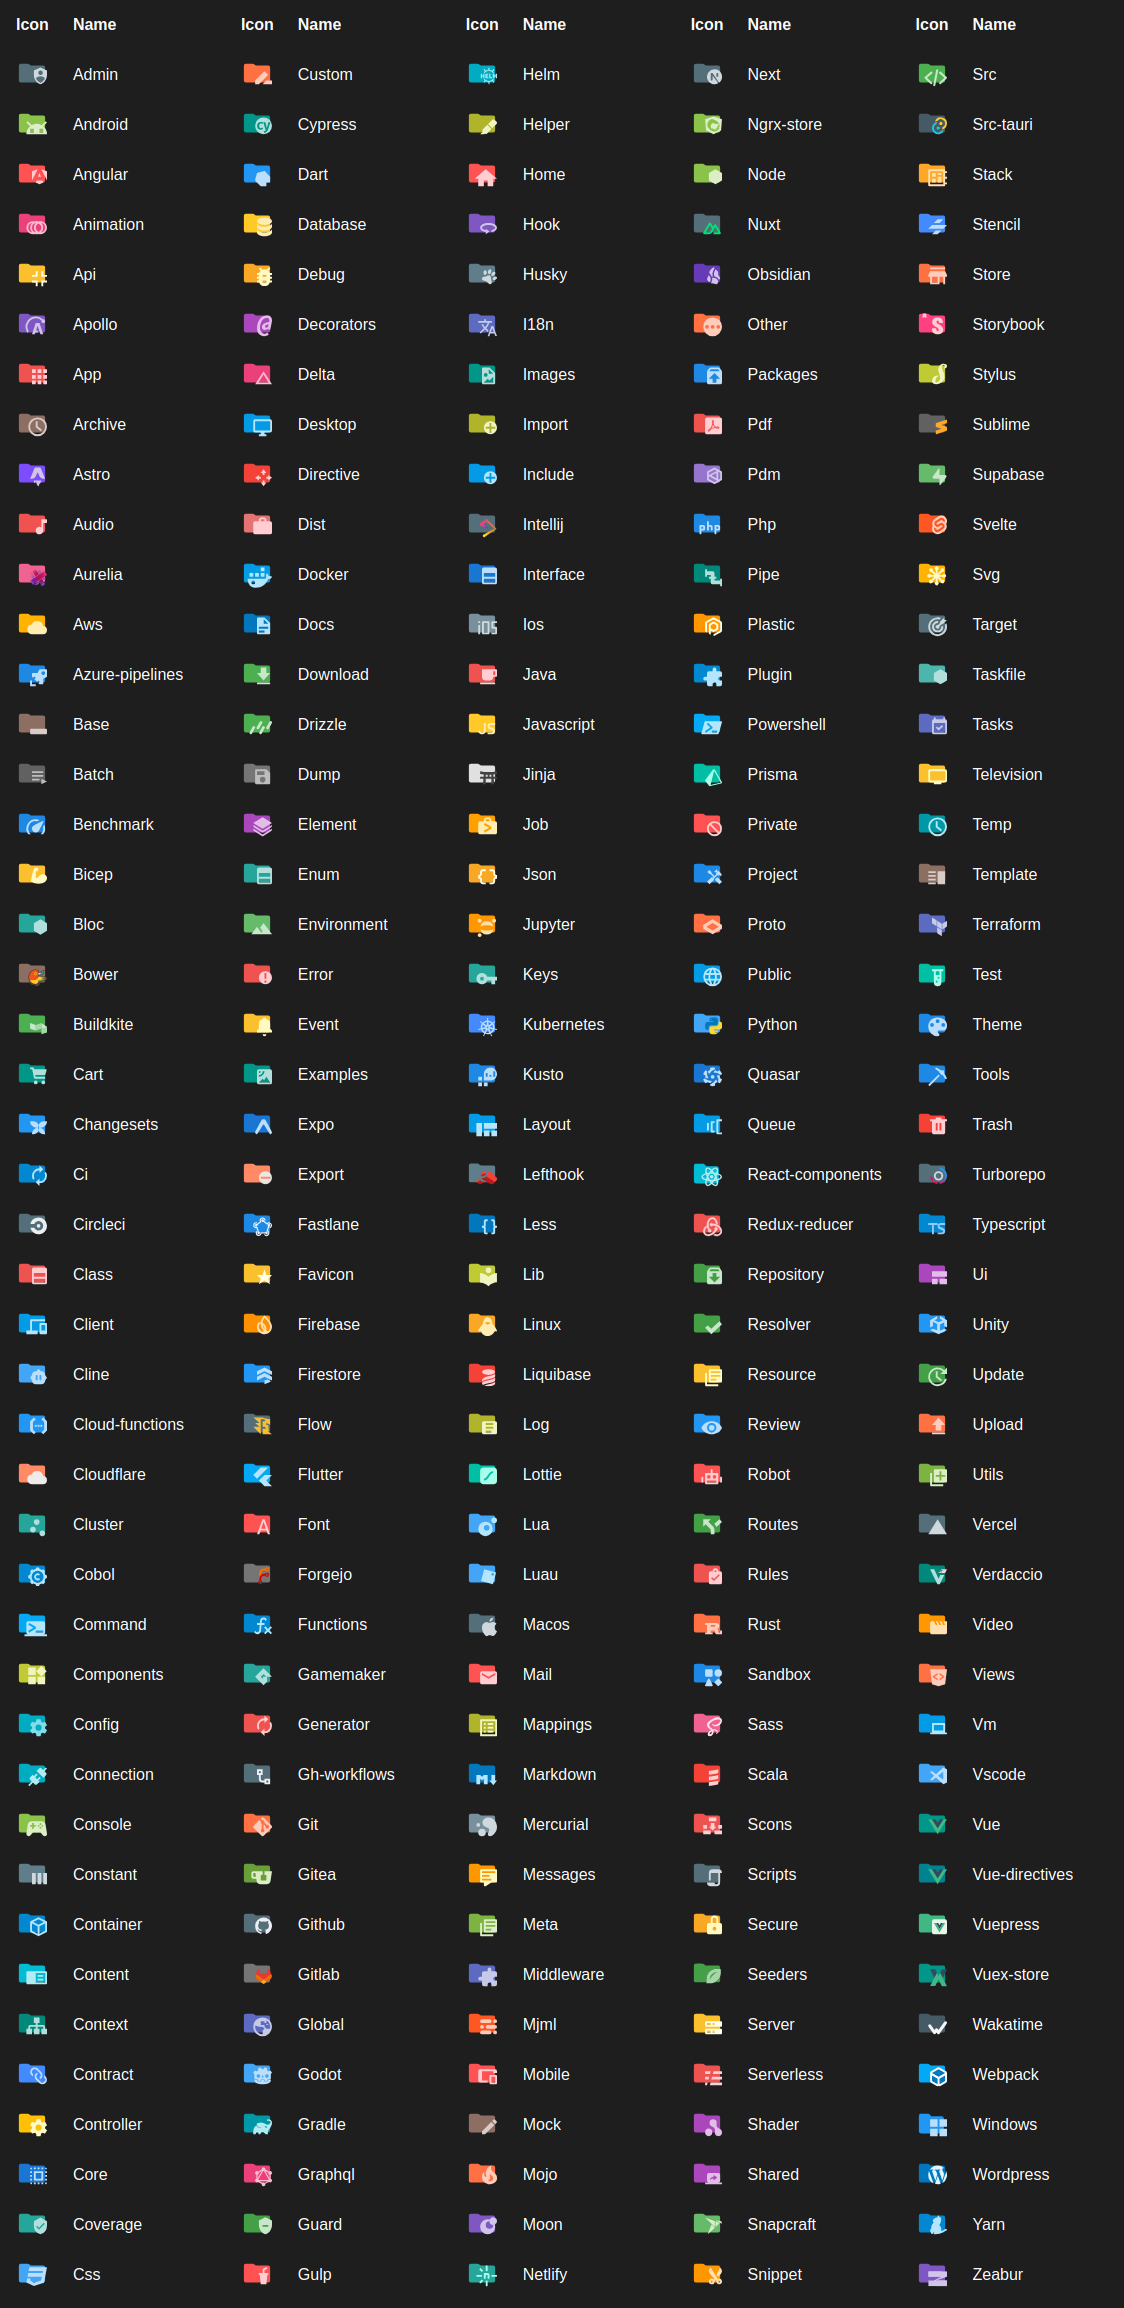 Icon Name Icon Name Icon Name Icon Name Icon Name
Admin Custom Helm Next Src
Android Cypress Helper Ngrx-store Src-tauri
Angular Dart Home Node Stack
Animation Database Hook Nuxt Stencil
Api Debug Husky Obsidian Store
Apollo Decorators I18n Other Storybook
App Delta Images Packages Stylus
Archive Desktop Import Pdf Sublime
Astro Directive Include Pdm Supabase
Audio Dist Intellij Php Svelte
Aurelia Docker Interface Pipe Svg
Aws Docs Ios Plastic Target
Azure-pipelines Download Java Plugin Taskfile
Base Drizzle Javascript Powershell Tasks
Batch Dump Jinja Prisma Television
Benchmark Element Job Private Temp
Bicep Enum Json Project Template
Bloc Environment Jupyter Proto Terraform
Bower Error Keys Public Test
Buildkite Event Kubernetes Python Theme
Cart Examples Kusto Quasar Tools
Changesets Expo Layout Queue Trash
Ci Export Lefthook React-components Turborepo
Circleci Fastlane Less Redux-reducer Typescript
Class Favicon Lib Repository Ui
Client Firebase Linux Resolver Unity
Cline Firestore Liquibase Resource Update
Cloud-functions Flow Log Review Upload
Cloudflare Flutter Lottie Robot Utils
Cluster Font Lua Routes Vercel
Cobol Forgejo Luau Rules Verdaccio
Command Functions Macos Rust Video
Components Gamemaker Mail Sandbox Views
Config Generator Mappings Sass Vm
Connection Gh-workflows Markdown Scala Vscode
Console Git Mercurial Scons Vue
Constant Gitea Messages Scripts Vue-directives
Container Github Meta Secure Vuepress
Content Gitlab Middleware Seeders Vuex-store
Context Global Mjml Server Wakatime
Contract Godot Mobile Serverless Webpack
Controller Gradle Mock Shader Windows
Core Graphql Mojo Shared Wordpress
Coverage Guard Moon Snapcraft Yarn
Css Gulp Netlify Snippet Zeabur